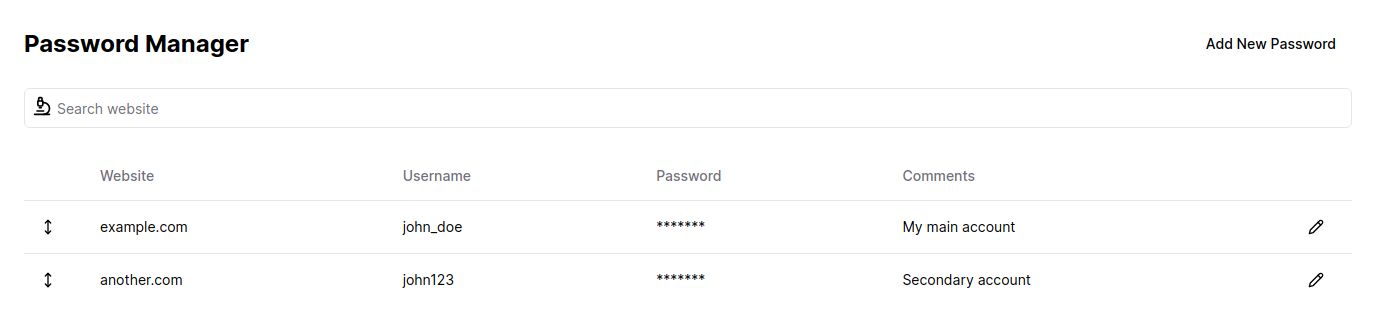 Password Manager
Add New Password
Search website
Website Username Password Comments
example.com john_doe ******* My main account
another.com john123 ******* Secondary account